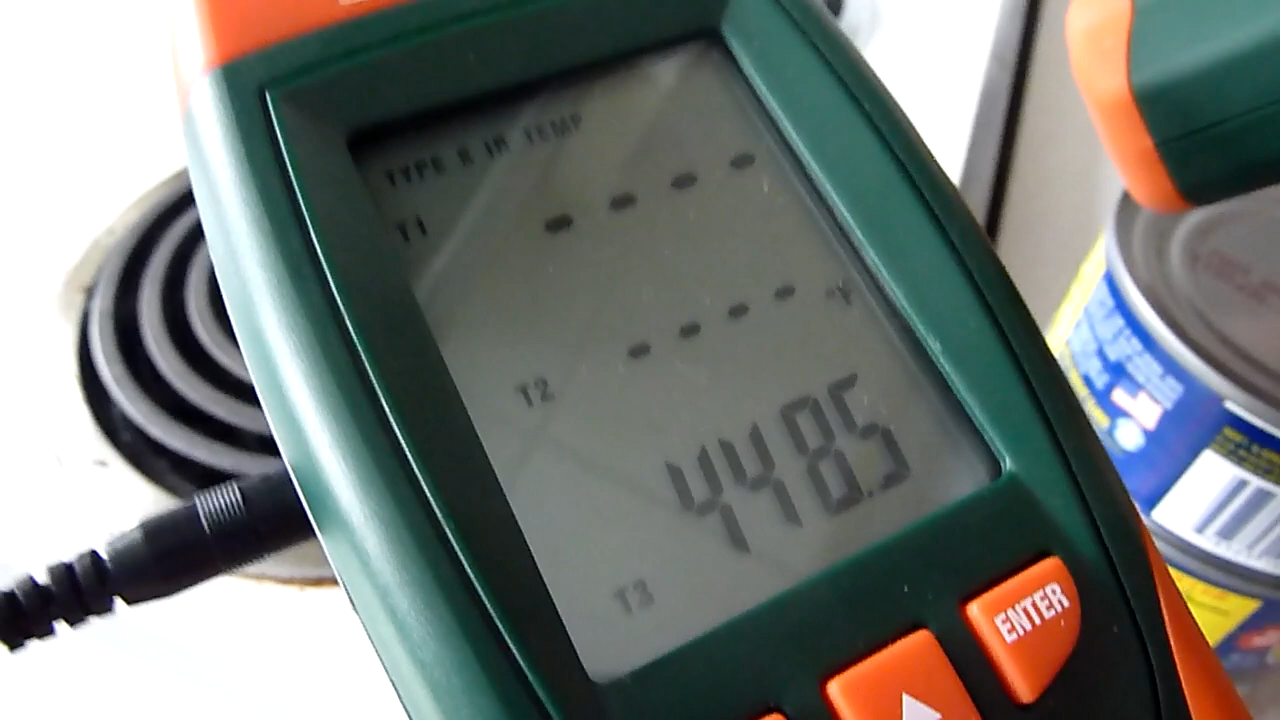 TYPE K IR TEMP
T1 - - - -
T2 - - - - °F
448.5
T3
ENTER